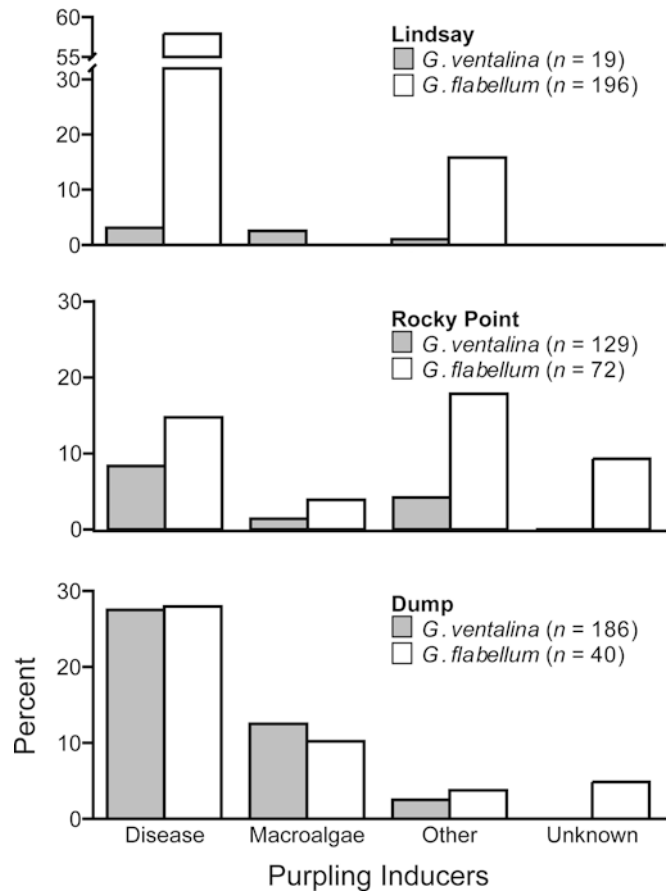 60
55
30
20
10
0
Lindsay
G. ventalina (n = 19)
G. flabellum (n = 196)
30
20
10
0
Rocky Point
G. ventalina (n = 129)
G. flabellum (n = 72)
30
20
10
0
Dump
G. ventalina (n = 186)
G. flabellum (n = 40)
Percent
Disease Macroalgae Other Unknown
Purpling Inducers